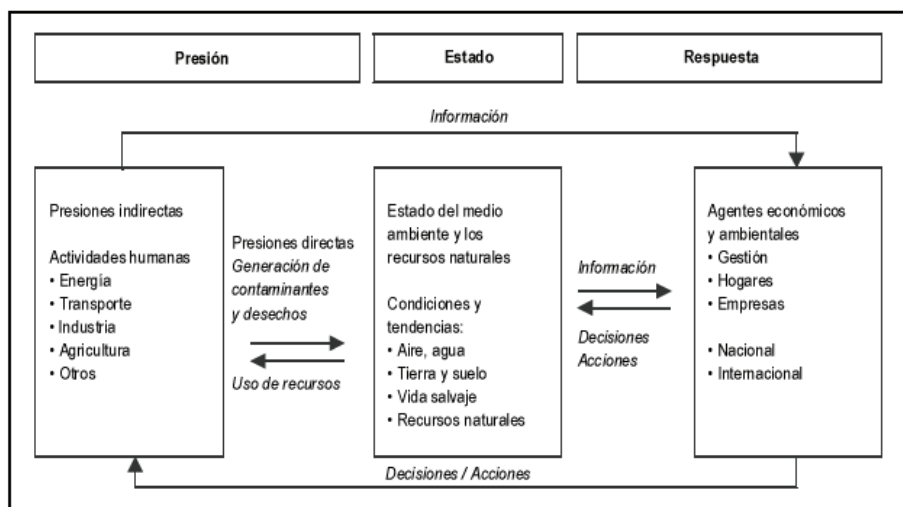 Presión
Estado
Respuesta
Información
Presiones indirectas
Actividades humanas
• Energía
• Transporte
• Industria
• Agricultura
• Otros
Presiones directas
Generación de
contaminantes
y desechos
Uso de recursos
Estado del medio
ambiente y los
recursos naturales
Condiciones y
tendencias:
• Aire, agua
• Tierra y suelo
• Vida salvaje
• Recursos naturales
Información
Decisiones
Acciones
Agentes económicos
y ambientales
• Gestión
• Hogares
• Empresas
• Nacional
• Internacional
Decisiones / Acciones